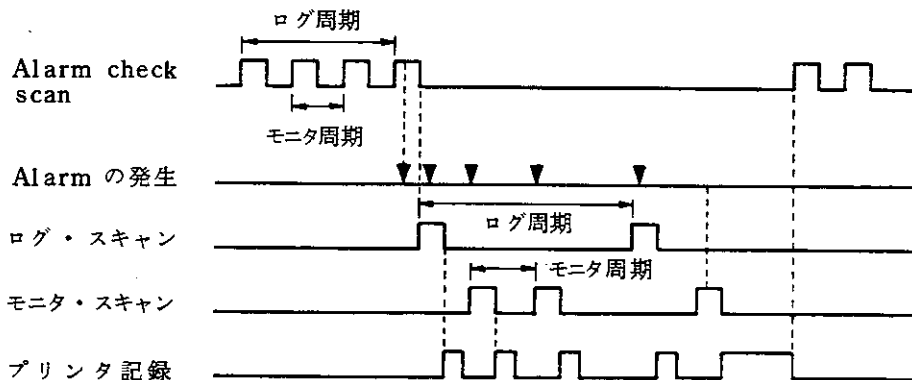 ログ周期
Alarm check
scan
モニタ周期
Alarm の発生
ログ周期
ログ・スキャン
モニタ周期
モニタ・スキャン
プリンタ記録